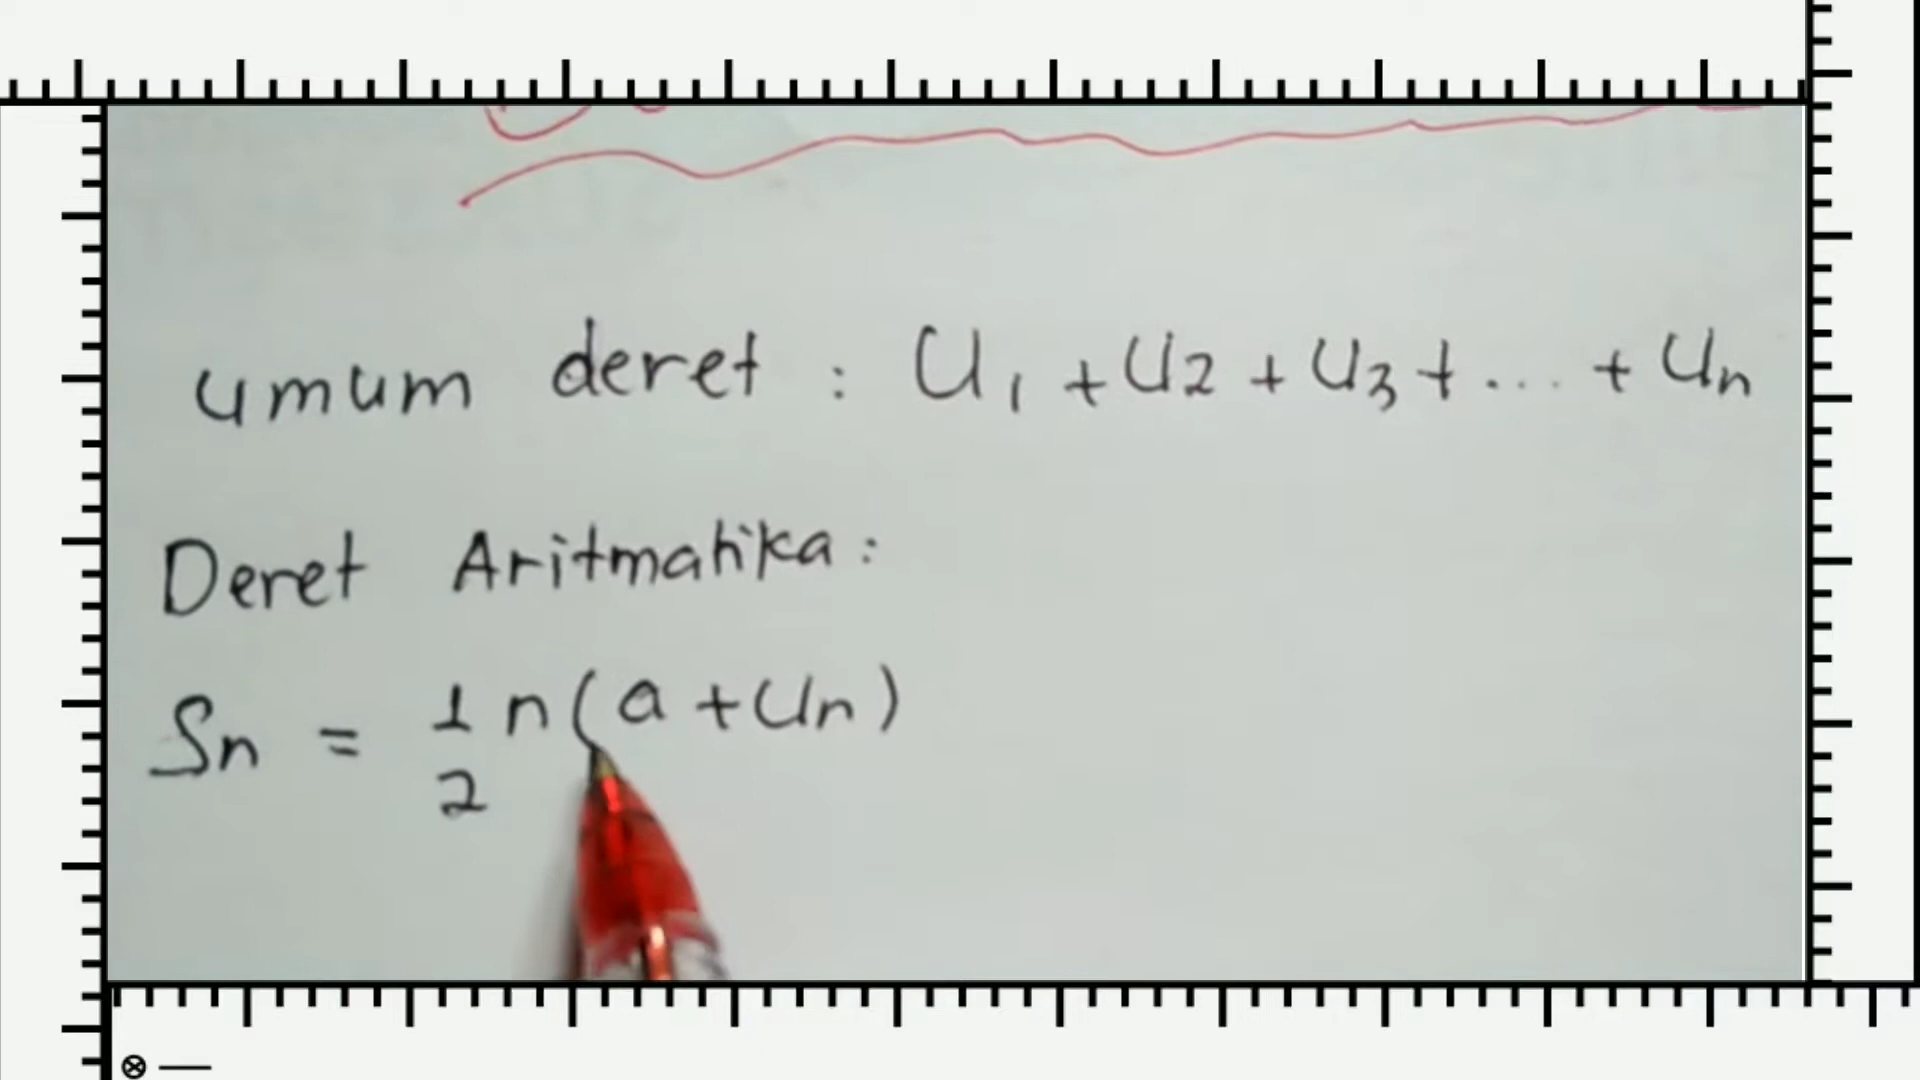 umum deret : U1 + U2 + U3 + ... + Un
Deret Aritmatika :
Sn = 1/2 n ( a + Un )